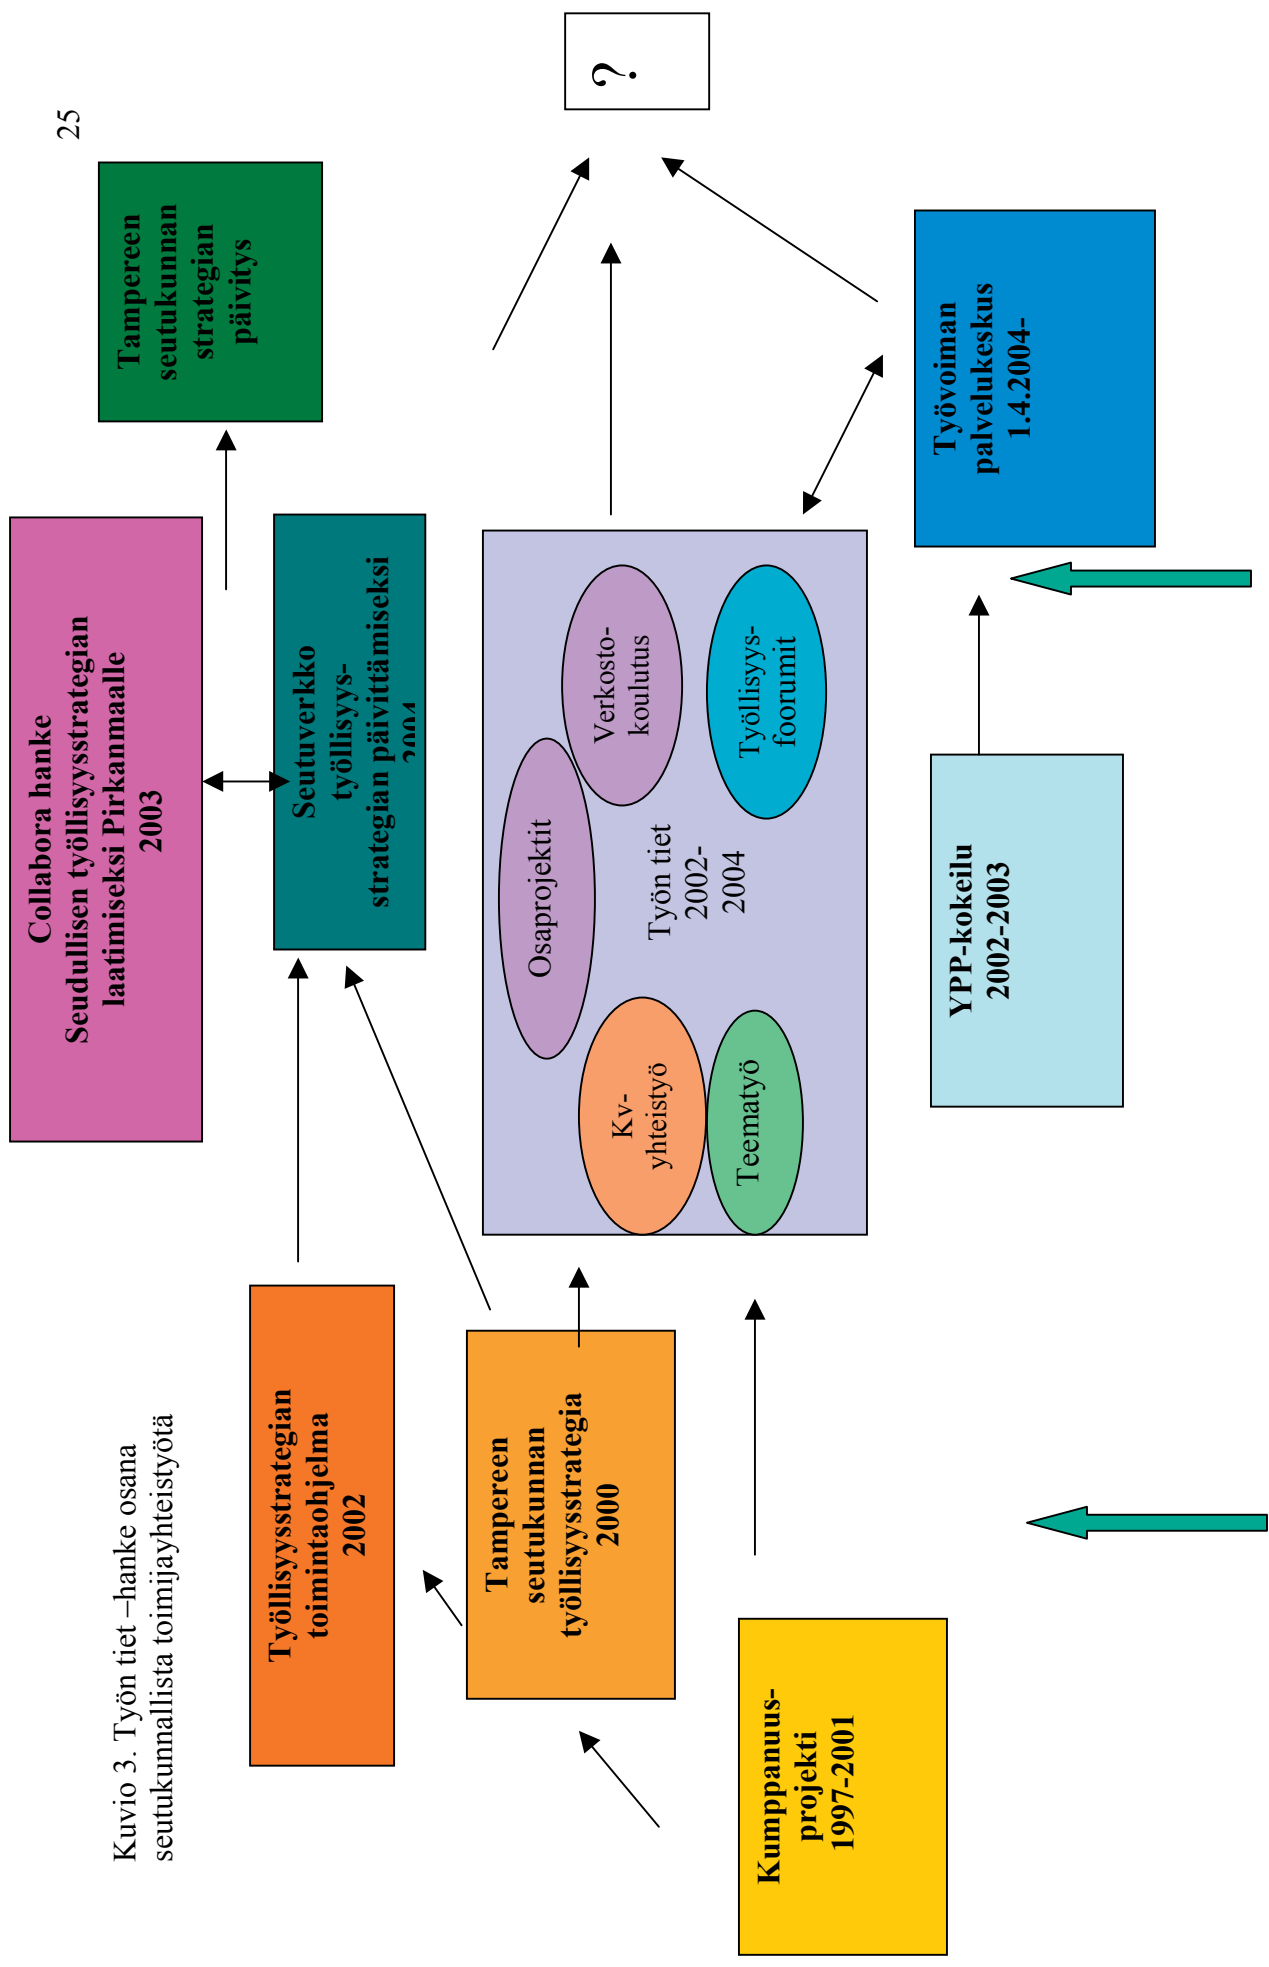 25
Kuvio 3. Työn tiet –hanke osana
seutukunnallista toimijayhteistyötä
Collabora hanke
Seudullisen työllisyysstrategian
laatimiseksi Pirkanmaalle
2003
Tampereen
seutukunnan
strategian
päivitys
Työllisyysstrategian
toimintaohjelma
2002
Seutuverkko
työllisyys-
strategian päivittämiseksi
2004
Tampereen
seutukunnan
työllisyysstrategia
2000
Osaprojektit
Verkosto-
koulutus
Kv-
yhteistyö
Työn tiet
2002-
2004
Teematyö
Työllisyys-
foorumit
?
Kumppanuus-
projekti
1997-2001
YPP-kokeilu
2002-2003
Työvoiman
palvelukeskus
1.4.2004-